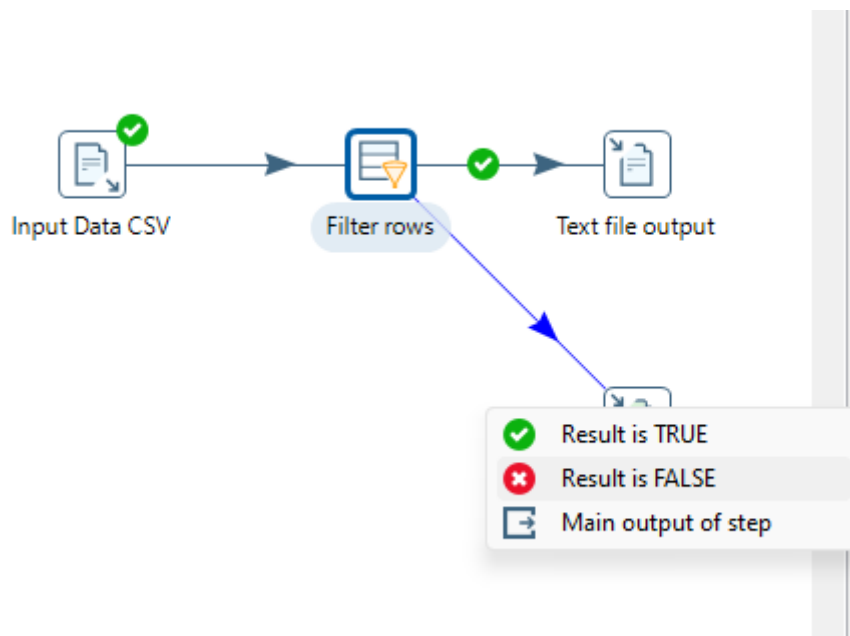 Input Data CSV
Filter rows
Text file output
Result is TRUE
Result is FALSE
Main output of step